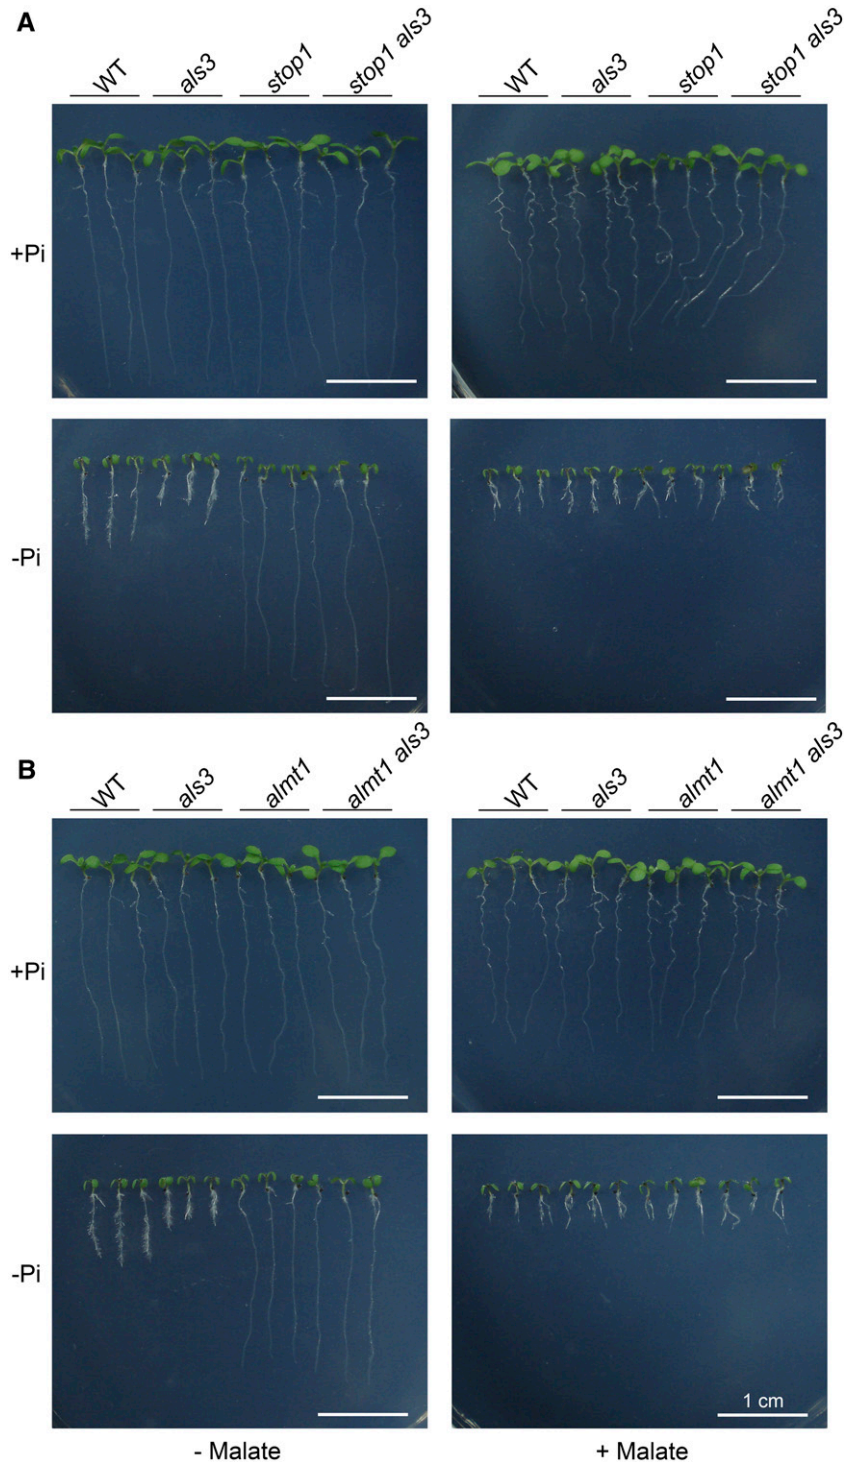 A
WT als3 stop1 stop1 als3 WT als3 stop1 stop1 als3
+Pi
-Pi
B
WT als3 almt1 almt1 als3 WT als3 almt1 almt1 als3
+Pi
-Pi
1 cm
- Malate + Malate